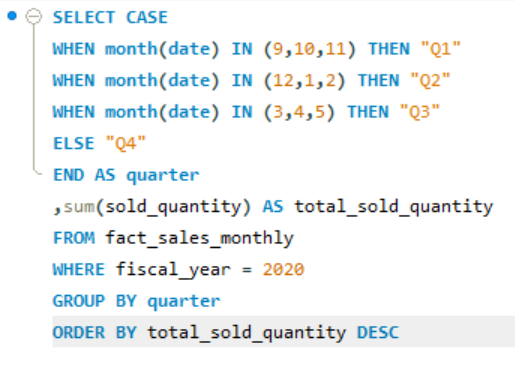 SELECT CASE
WHEN month(date) IN (9,10,11) THEN "Q1"
WHEN month(date) IN (12,1,2) THEN "Q2"
WHEN month(date) IN (3,4,5) THEN "Q3"
ELSE "Q4"
END AS quarter
,sum(sold_quantity) AS total_sold_quantity
FROM fact_sales_monthly
WHERE fiscal_year = 2020
GROUP BY quarter
ORDER BY total_sold_quantity DESC